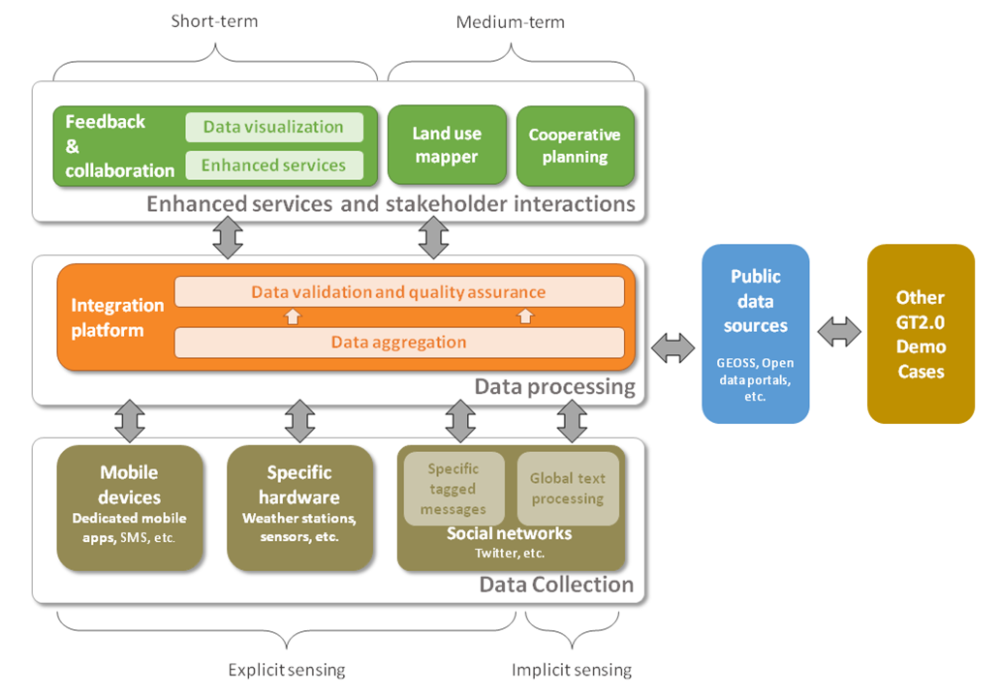 Short-term
Medium-term
Feedback
&
collaboration
Data visualization
Enhanced services
Land use
mapper
Cooperative
planning
Enhanced services and stakeholder interactions
Integration
platform
Data validation and quality assurance
Data aggregation
Data processing
Public
data
sources
GEOSS, Open
data portals,
etc.
Other
GT2.0
Demo
Cases
Mobile
devices
Dedicated mobile
apps, SMS, etc.
Specific
hardware
Weather stations,
sensors, etc.
Specific
tagged
messages
Global text
processing
Social networks
Twitter, etc.
Data Collection
Explicit sensing
Implicit sensing